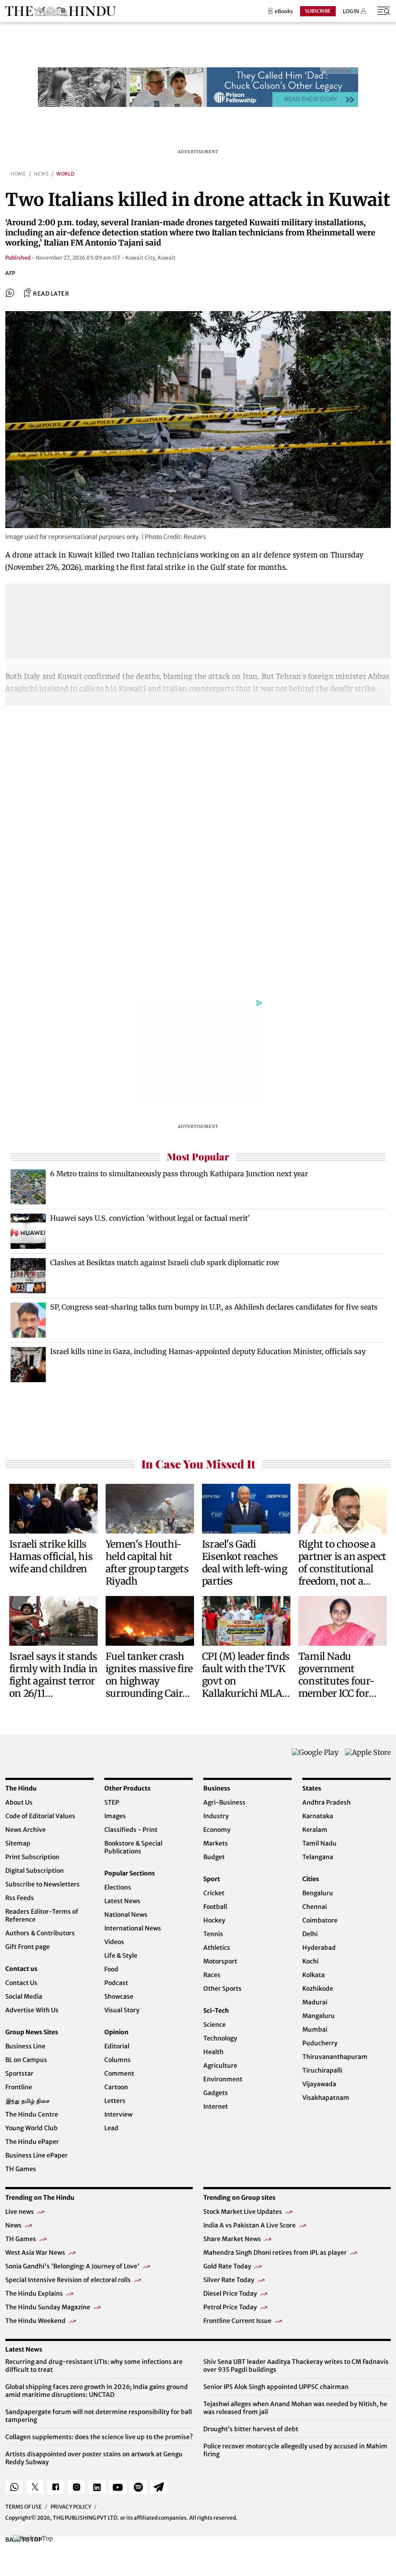 THE HINDU
eBooks
SUBSCRIBE
LOGIN
They Called Him ‘Dad’:
Chuck Colson's Other Legacy
Prison
Fellowship
READ THEIR STORY
ADVERTISEMENT
HOME / NEWS / WORLD
Two Italians killed in drone attack in Kuwait
‘Around 2:00 p.m. today, several Iranian-made drones targeted Kuwaiti military installations,
including an air-defence detection station where two Italian technicians from Rheinmetall were
working,’ Italian FM Antonio Tajani said
Published - November 27, 2026 05:09 am IST - Kuwait City, Kuwait
AFP
READ LATER
Image used for representational purposes only. | Photo Credit: Reuters
A drone attack in Kuwait killed two Italian technicians working on an air defence system on Thursday
(November 276, 2026), marking the first fatal strike in the Gulf state for months.
Both Italy and Kuwait confirmed the deaths, blaming the attack on Iran. But Tehran's foreign minister Abbas
Araghchi insisted in calls to his Kuwaiti and Italian counterparts that it was not behind the deadly strike.
ADVERTISEMENT
Most Popular
6 Metro trains to simultaneously pass through Kathipara Junction next year
Huawei says U.S. conviction 'without legal or factual merit'
Clashes at Besiktas match against Israeli club spark diplomatic row
SP, Congress seat-sharing talks turn bumpy in U.P., as Akhilesh declares candidates for five seats
Israel kills nine in Gaza, including Hamas-appointed deputy Education Minister, officials say
In Case You Missed It
Israeli strike kills
Hamas official, his
wife and children
Yemen's Houthi-
held capital hit
after group targets
Riyadh
Israel's Gadi
Eisenkot reaches
deal with left-wing
parties
Right to choose a
partner is an aspect
of constitutional
freedom, not a...
Israel says it stands
firmly with India in
fight against terror
on 26/11...
Fuel tanker crash
ignites massive fire
on highway
surrounding Cair...
CPI (M) leader finds
fault with the TVK
govt on
Kallakurichi MLA...
Tamil Nadu
government
constitutes four-
member ICC for...
Google Play
Apple Store
The Hindu
About Us
Code of Editorial Values
News Archive
Sitemap
Print Subscription
Digital Subscription
Subscribe to Newsletters
Rss Feeds
Readers Editor-Terms of
Reference
Authors & Contributors
Gift Front page
Contact us
Contact Us
Social Media
Advertise With Us
Group News Sites
Business Line
BL on Campus
Sportstar
Frontline
இந்து தமிழ் திசை
The Hindu Centre
Young World Club
The Hindu ePaper
Business Line ePaper
TH Games
Other Products
STEP
Images
Classifieds - Print
Bookstore & Special
Publications
Popular Sections
Elections
Latest News
National News
International News
Videos
Life & Style
Food
Podcast
Showcase
Visual Story
Opinion
Editorial
Columns
Comment
Cartoon
Letters
Interview
Lead
Business
Agri-Business
Industry
Economy
Markets
Budget
Sport
Cricket
Football
Hockey
Tennis
Athletics
Motorsport
Races
Other Sports
Sci-Tech
Science
Technology
Health
Agriculture
Environment
Gadgets
Internet
States
Andhra Pradesh
Karnataka
Keralam
Tamil Nadu
Telangana
Cities
Bengaluru
Chennai
Coimbatore
Delhi
Hyderabad
Kochi
Kolkata
Kozhikode
Madurai
Mangaluru
Mumbai
Puducherry
Thiruvananthapuram
Tiruchirapalli
Vijayawada
Visakhapatnam
Trending on The Hindu
Live news
News
TH Games
West Asia War News
Sonia Gandhi's 'Belonging: A Journey of Love'
Special Intensive Revision of electoral rolls
The Hindu Explains
The Hindu Sunday Magazine
The Hindu Weekend
Trending on Group sites
Stock Market Live Updates
India A vs Pakistan A Live Score
Share Market News
Mahendra Singh Dhoni retires from IPL as player
Gold Rate Today
Silver Rate Today
Diesel Price Today
Petrol Price Today
Frontline Current Issue
Latest News
Recurring and drug-resistant UTIs: why some infections are
difficult to treat
Global shipping faces zero growth in 2026; India gains ground
amid maritime disruptions: UNCTAD
Sandpapergate forum will not determine responsibility for ball
tampering
Collagen supplements: does the science live up to the promise?
Artists disappointed over poster stains on artwork at Gengu
Reddy Subway
Shiv Sena UBT leader Aaditya Thackeray writes to CM Fadnavis
over 935 Pagdi buildings
Senior IPS Alok Singh appointed UPPSC chairman
Tejashwi alleges when Anand Mohan was needed by Nitish, he
was released from jail
Drought's bitter harvest of debt
Police recover motorcycle allegedly used by accused in Mahim
firing
TERMS OF USE / PRIVACY POLICY /
Copyright© 2026, THG PUBLISHING PVT LTD. or its affiliated companies. All rights reserved.
BACK TO TOP